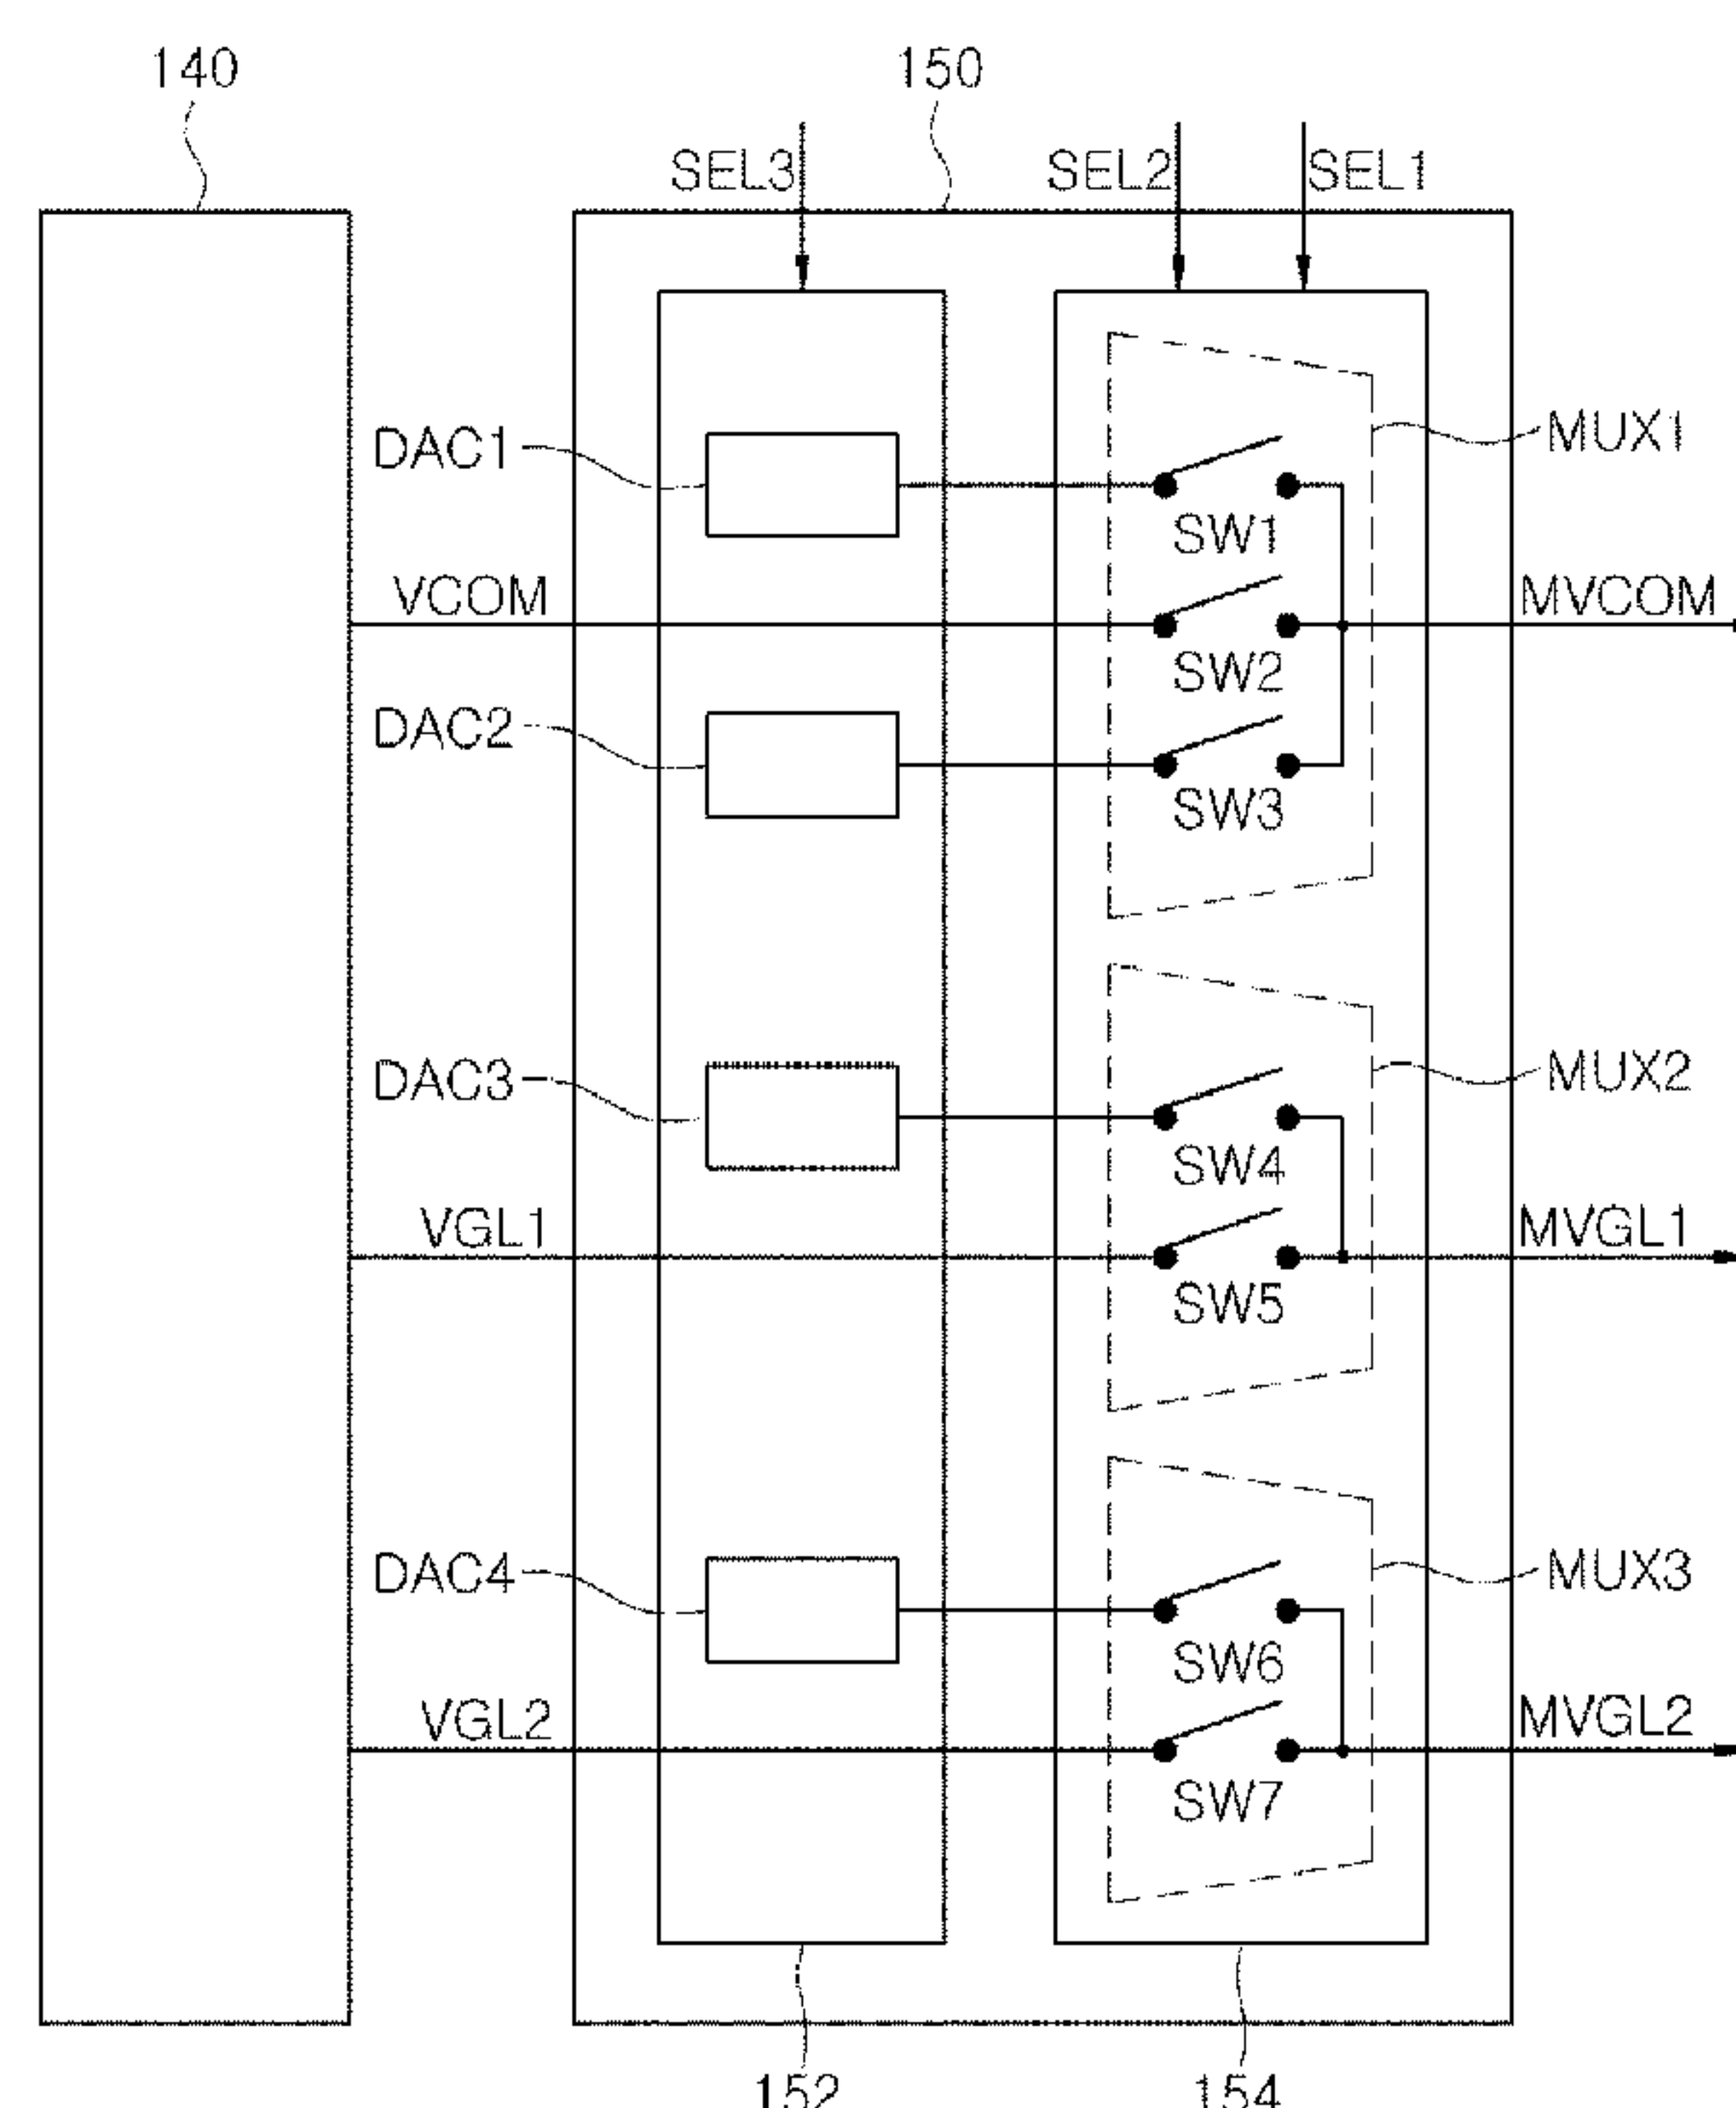 140
150
SEL3
SEL2
SEL1
DAC1
MUX1
SW1
VCOM
MVCOM
SW2
DAC2
SW3
DAC3
MUX2
SW4
VGL1
MVGL1
SW5
DAC4
MUX3
SW6
VGL2
MVGL2
SW7
152
154